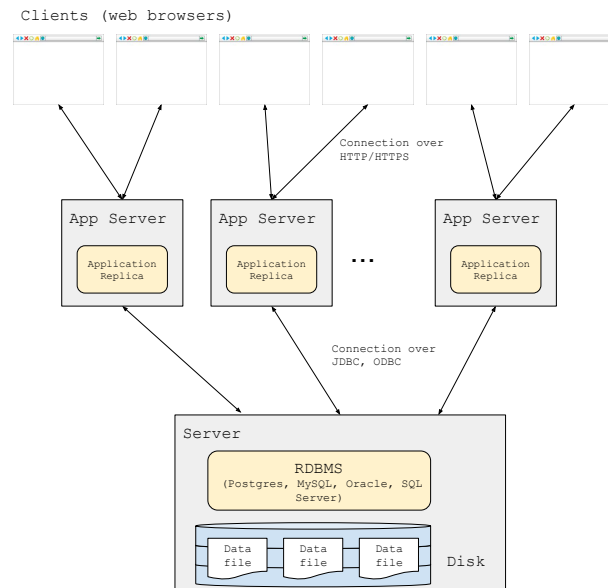 Clients (web browsers)
Connection over
HTTP/HTTPS
App Server
App Server
App Server
Application
Replica
Application
Replica
...
Application
Replica
Connection over
JDBC, ODBC
Server
RDBMS
(Postgres, MySQL, Oracle, SQL
Server)
Data
file
Data
file
Data
file
Disk